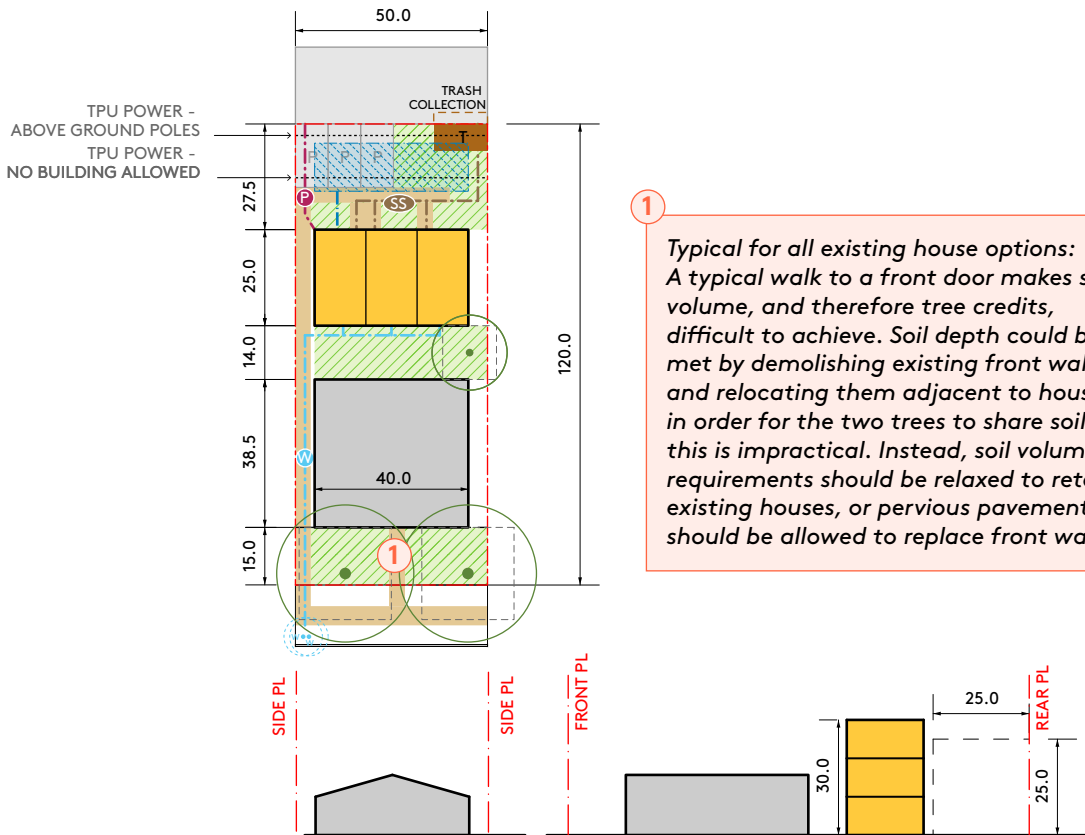 50.0
TRASH
COLLECTION
TPU POWER -
ABOVE GROUND POLES
TPU POWER -
NO BUILDING ALLOWED
T
P P P
P
SS
27.5
25.0
14.0
38.5
15.0
120.0
W
40.0
1
1
Typical for all existing house options:
A typical walk to a front door makes s
volume, and therefore tree credits,
difficult to achieve. Soil depth could b
met by demolishing existing front wal
and relocating them adjacent to hous
in order for the two trees to share soil
this is impractical. Instead, soil volum
requirements should be relaxed to ret
existing houses, or pervious pavement
should be allowed to replace front wa
SIDE PL
SIDE PL
FRONT PL
REAR PL
25.0
30.0
25.0